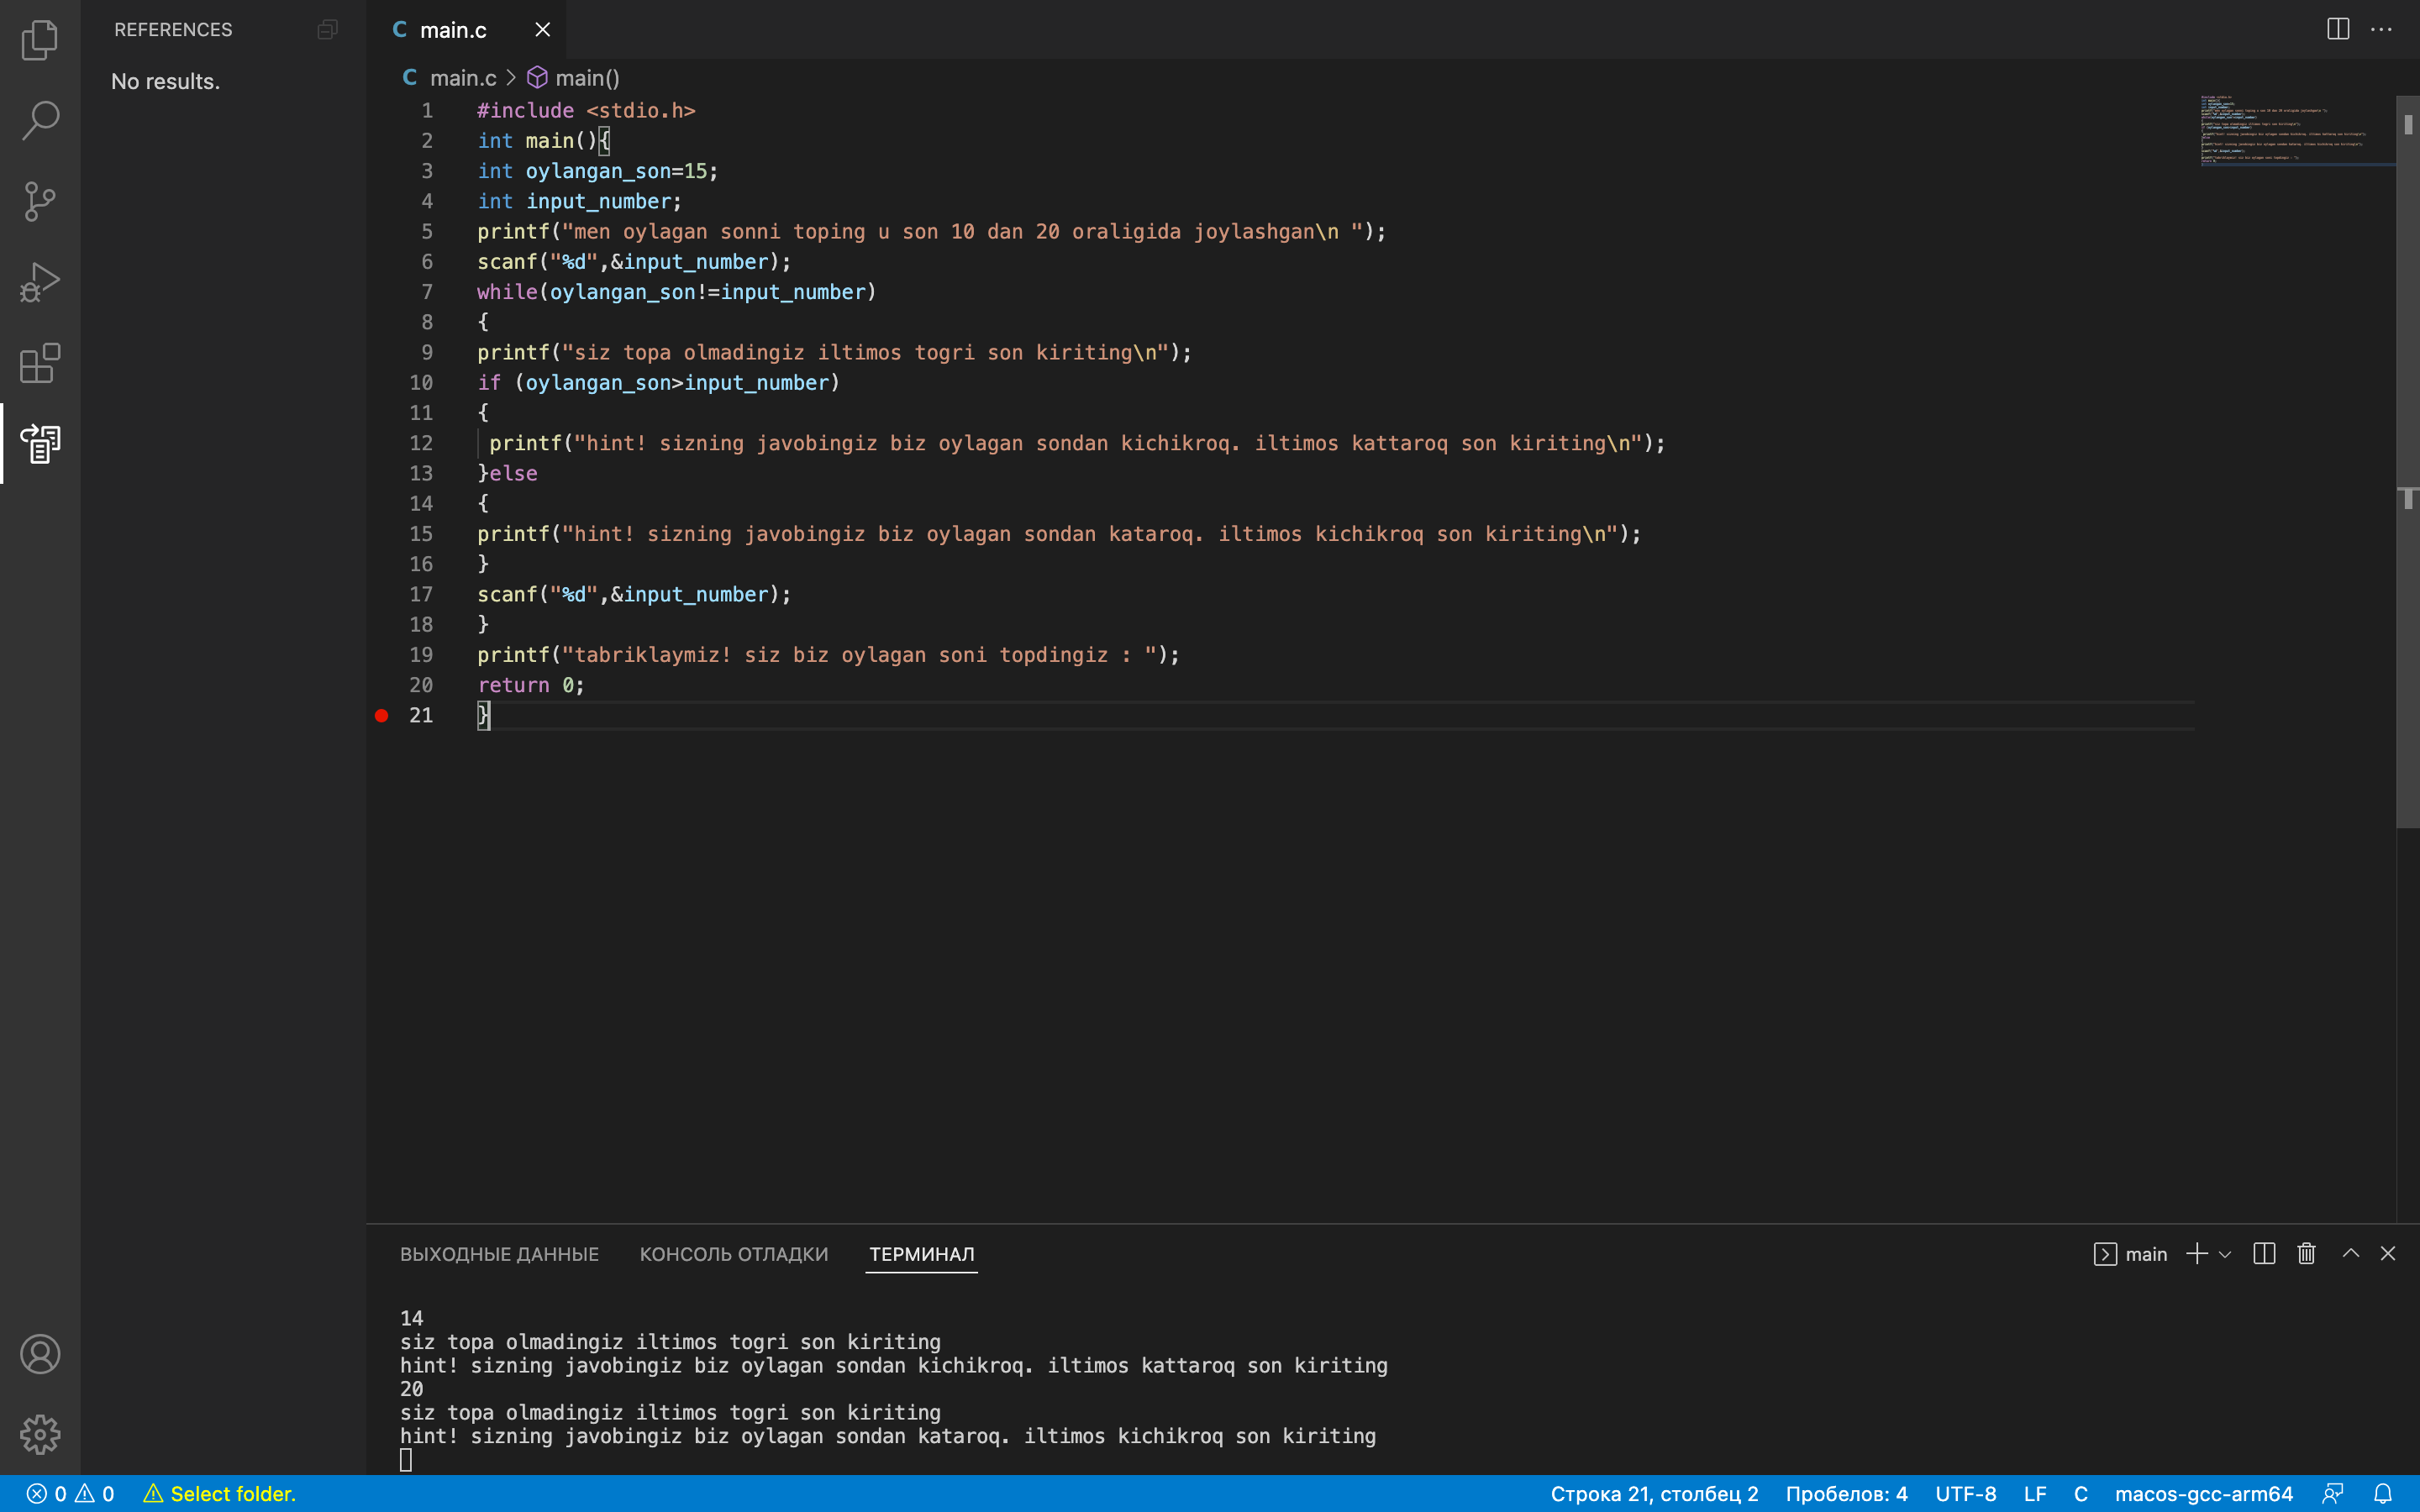 REFERENCES
No results.
C main.c
C main.c > main()
1 #include <stdio.h>
2 int main(){
3 int oylangan_son=15;
4 int input_number;
5 printf("men oylagan sonni toping u son 10 dan 20 oraligida joylashgan\n ");
6 scanf("%d",&input_number);
7 while(oylangan_son!=input_number)
8 {
9 printf("siz topa olmadingiz iltimos togri son kiriting\n");
10 if (oylangan_son>input_number)
11 {
12  printf("hint! sizning javobingiz biz oylagan sondan kichikroq. iltimos kattaroq son kiriting\n");
13 }else
14 {
15 printf("hint! sizning javobingiz biz oylagan sondan kataroq. iltimos kichikroq son kiriting\n");
16 }
17 scanf("%d",&input_number);
18 }
19 printf("tabriklaymiz! siz biz oylagan soni topdingiz : ");
20 return 0;
21 }
ВЫХОДНЫЕ ДАННЫЕ КОНСОЛЬ ОТЛАДКИ ТЕРМИНАЛ main
14
siz topa olmadingiz iltimos togri son kiriting
hint! sizning javobingiz biz oylagan sondan kichikroq. iltimos kattaroq son kiriting
20
siz topa olmadingiz iltimos togri son kiriting
hint! sizning javobingiz biz oylagan sondan kataroq. iltimos kichikroq son kiriting
0 0 Select folder. Строка 21, столбец 2 Пробелов: 4 UTF-8 LF C macos-gcc-arm64